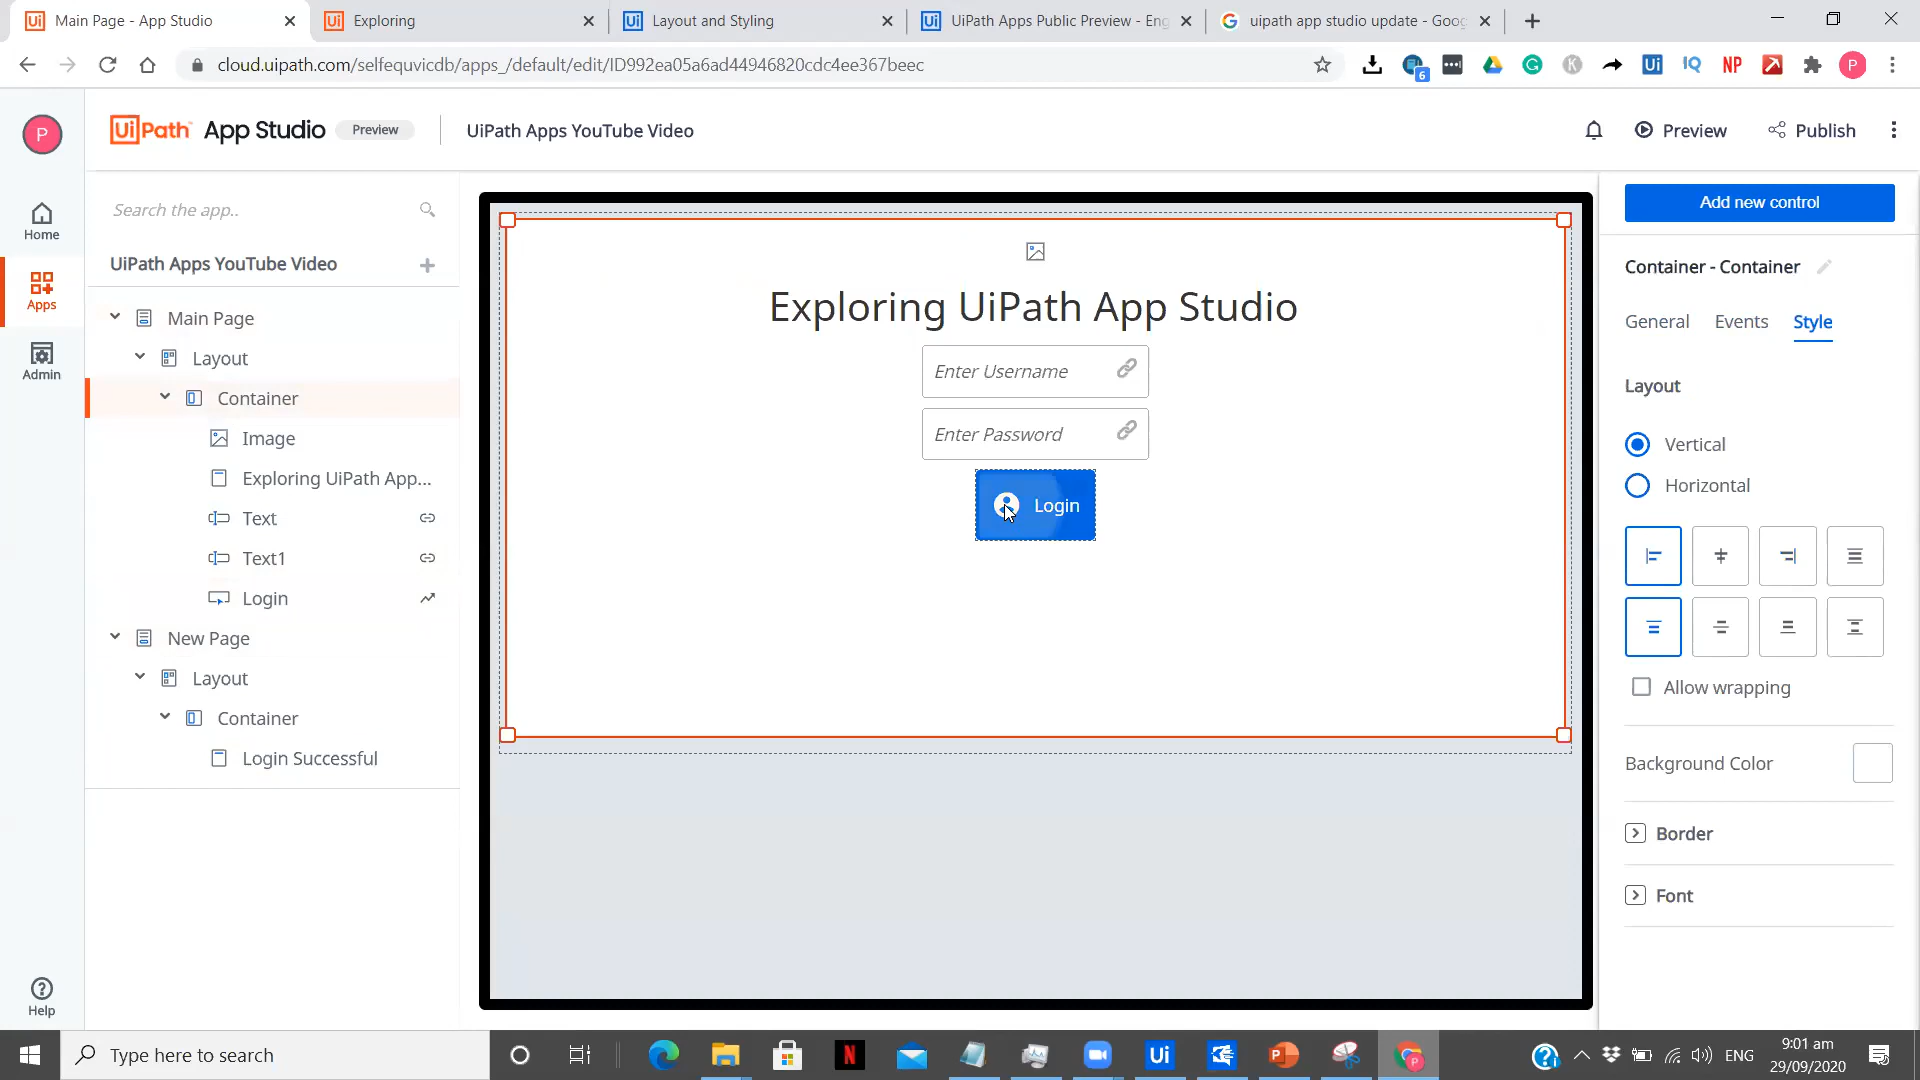 Main Page - App Studio
Exploring
Layout and Styling
UiPath Apps Public Preview - Eng
uipath app studio update - Goog
cloud.uipath.com/selfequvicdb/apps_/default/edit/ID992ea05a6ad44946820cdc4ee367beec
6
Ui
IQ
NP
P
P
UiPath App Studio Preview
UiPath Apps YouTube Video
Preview
Publish
Search the app..
Home
Apps
Admin
Help
UiPath Apps YouTube Video
Main Page
Layout
Container
Image
Exploring UiPath App...
Text
Text1
Login
New Page
Layout
Container
Login Successful
Exploring UiPath App Studio
Enter Username
Enter Password
Login
Add new control
Container - Container
General
Events
Style
Layout
Vertical
Horizontal
Allow wrapping
Background Color
Border
Font
Type here to search
ENG
9:01 am
29/09/2020